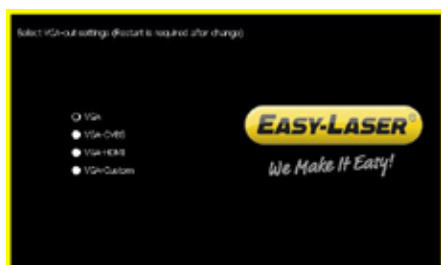 Select VGA-out settings (Restart is required after change)
VGA
VGA-CVBS
VGA-HDMI
VGA-Custom
EASY-LASER®
We Make It Easy!